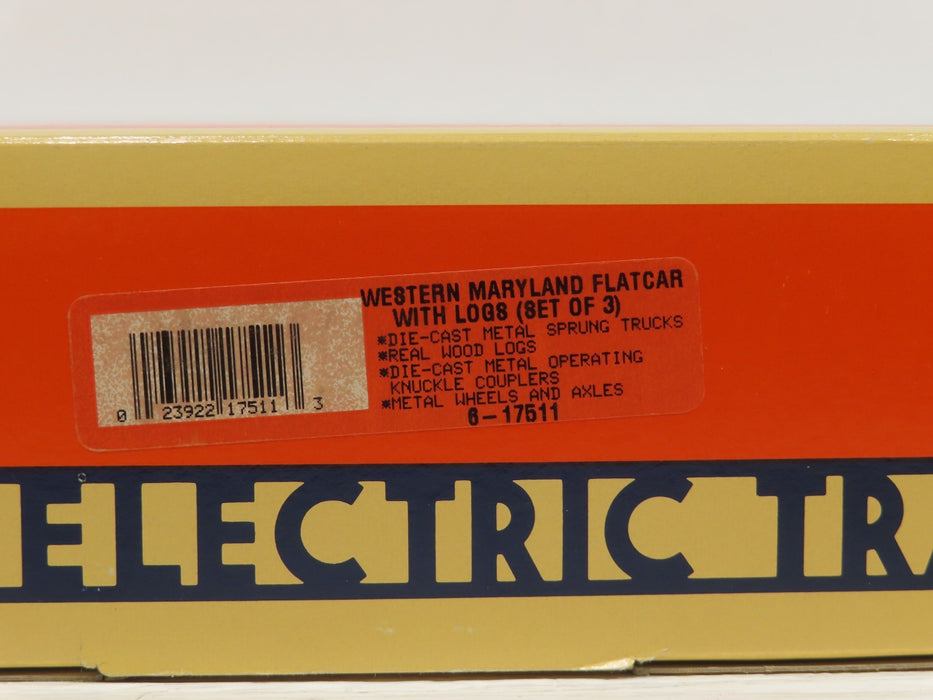 WESTERN MARYLAND FLATCAR
WITH LOGS (SET OF 3)
*DIE-CAST METAL SPRUNG TRUCKS
*REAL WOOD LOGS
*DIE-CAST METAL OPERATING
KNUCKLE COUPLERS
*METAL WHEELS AND AXLES
6-17511
0 23922 17511 3
ELECTRIC TRA